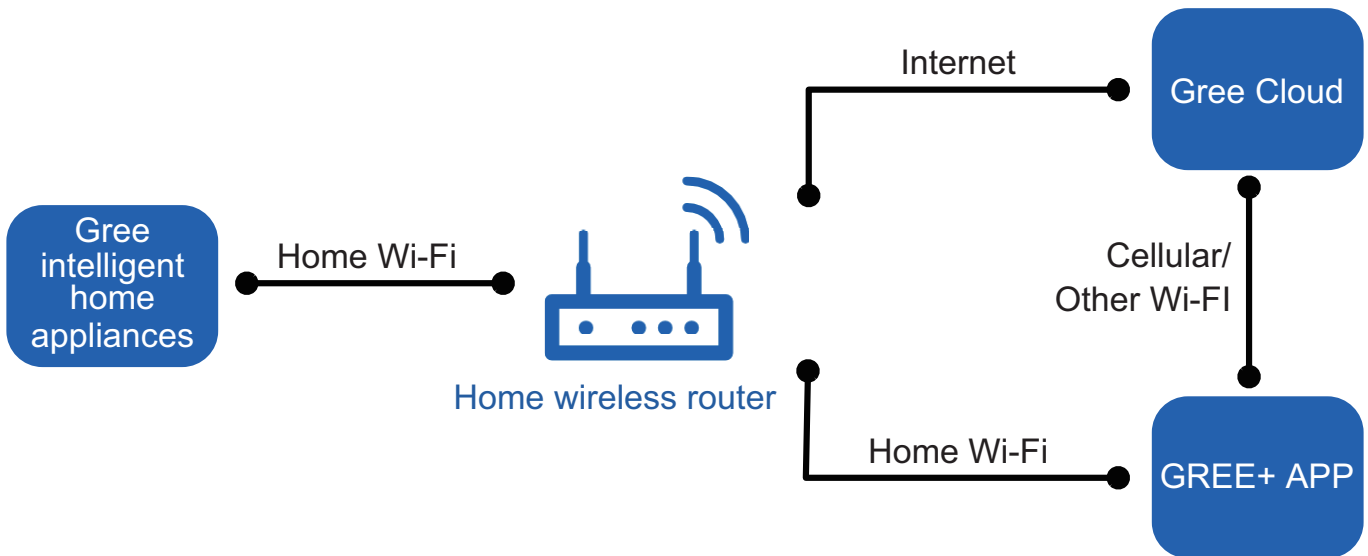 Internet
Gree Cloud
Gree
intelligent
home
appliances
Home Wi-Fi
Cellular/
Other Wi-FI
Home wireless router
Home Wi-Fi
GREE+ APP